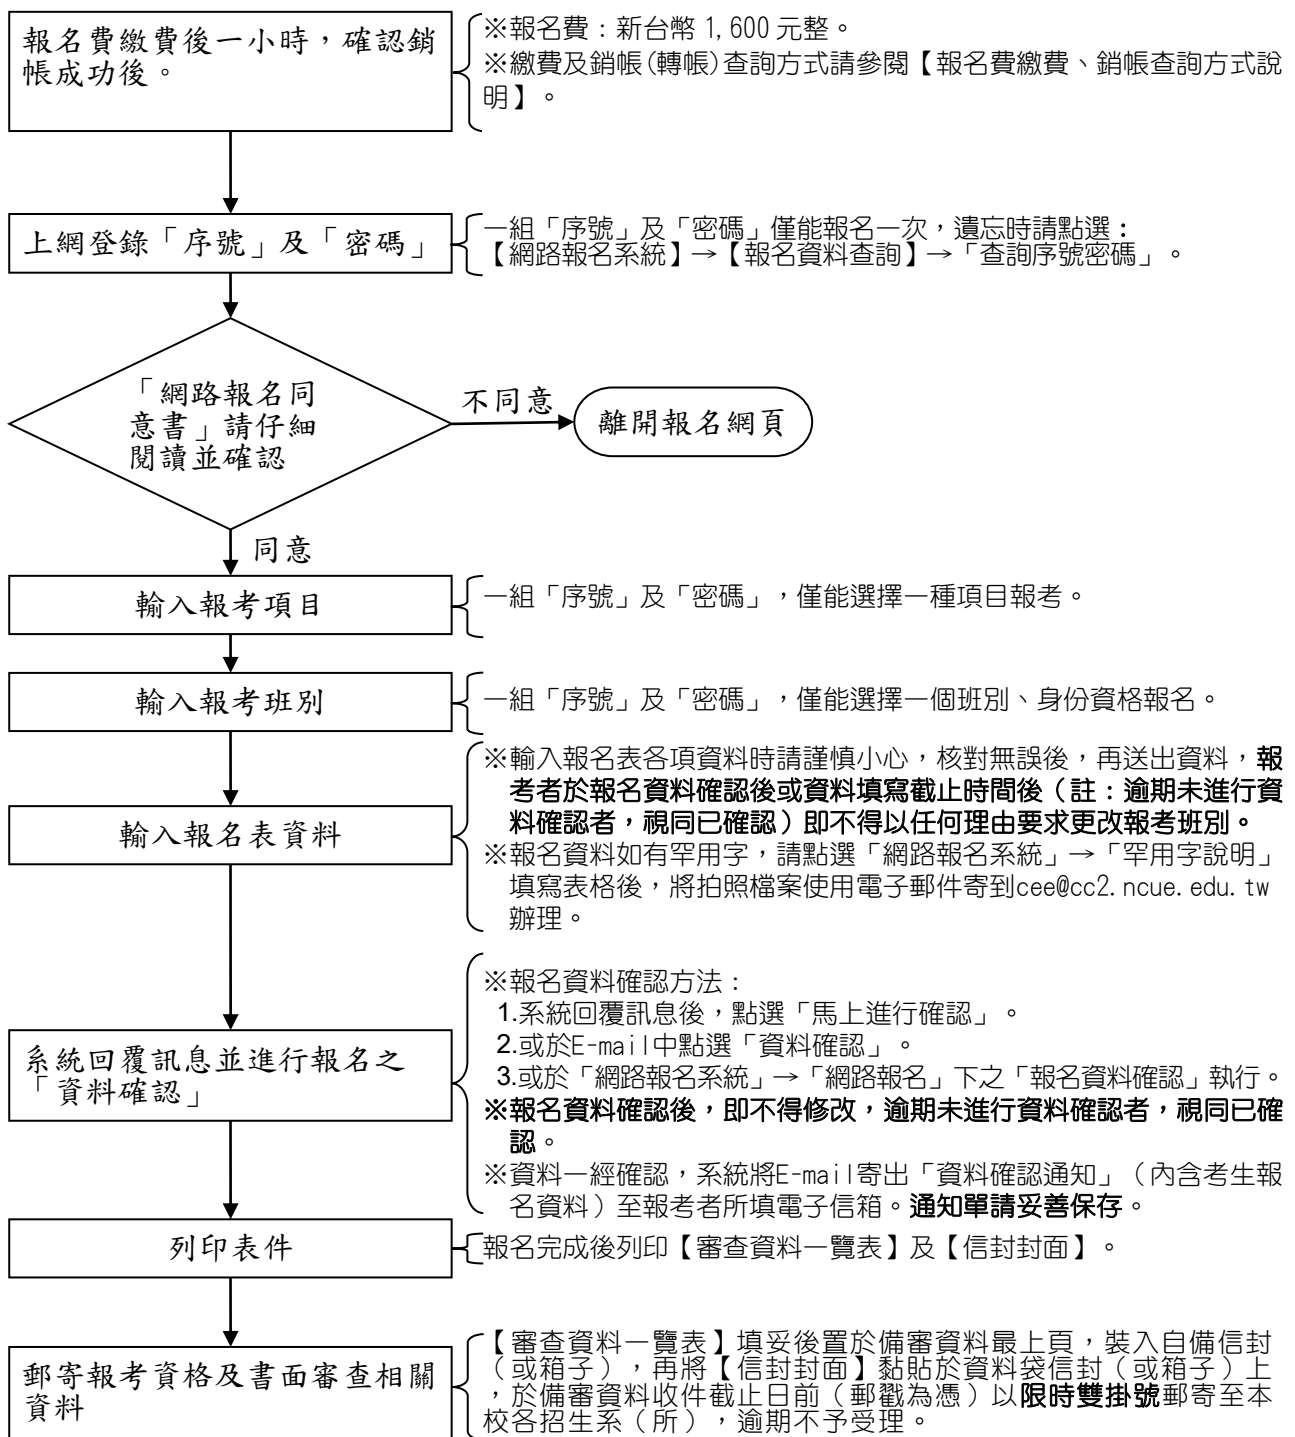 報名費繳費後一小時，確認銷
帳成功後。
※報名費：新台幣 1,600 元整。
※繳費及銷帳(轉帳)查詢方式請參閱【報名費繳費、銷帳查詢方式說
明】。
上網登錄「序號」及「密碼」
一組「序號」及「密碼」僅能報名一次，遺忘時請點選：
【網路報名系統】→【報名資料查詢】→「查詢序號密碼」。
「網路報名同
意書」請仔細
閱讀並確認
不同意
離開報名網頁
同意
輸入報考項目
一組「序號」及「密碼」，僅能選擇一種項目報考。
輸入報考班別
一組「序號」及「密碼」，僅能選擇一個班別、身份資格報名。
輸入報名表資料
※輸入報名表各項資料時請謹慎小心，核對無誤後，再送出資料，報
考者於報名資料確認後或資料填寫截止時間後（註：逾期未進行資
料確認者，視同已確認）即不得以任何理由要求更改報考班別。
※報名資料如有罕用字，請點選「網路報名系統」→「罕用字說明」
填寫表格後，將拍照檔案使用電子郵件寄到cee@cc2.ncue.edu.tw
辦理。
系統回覆訊息並進行報名之
「資料確認」
※報名資料確認方法：
1.系統回覆訊息後，點選「馬上進行確認」。
2.或於E-mail中點選「資料確認」。
3.或於「網路報名系統」→「網路報名」下之「報名資料確認」執行。
※報名資料確認後，即不得修改，逾期未進行資料確認者，視同已確
認。
※資料一經確認，系統將E-mail寄出「資料確認通知」（內含考生報
名資料）至報考者所填電子信箱。通知單請妥善保存。
列印表件
報名完成後列印【審查資料一覽表】及【信封封面】。
郵寄報考資格及書面審查相關
資料
【審查資料一覽表】填妥後置於備審資料最上頁，裝入自備信封
（或箱子），再將【信封封面】黏貼於資料袋信封（或箱子）上
，於備審資料收件截止日前（郵戳為憑）以限時雙掛號郵寄至本
校各招生系（所），逾期不予受理。